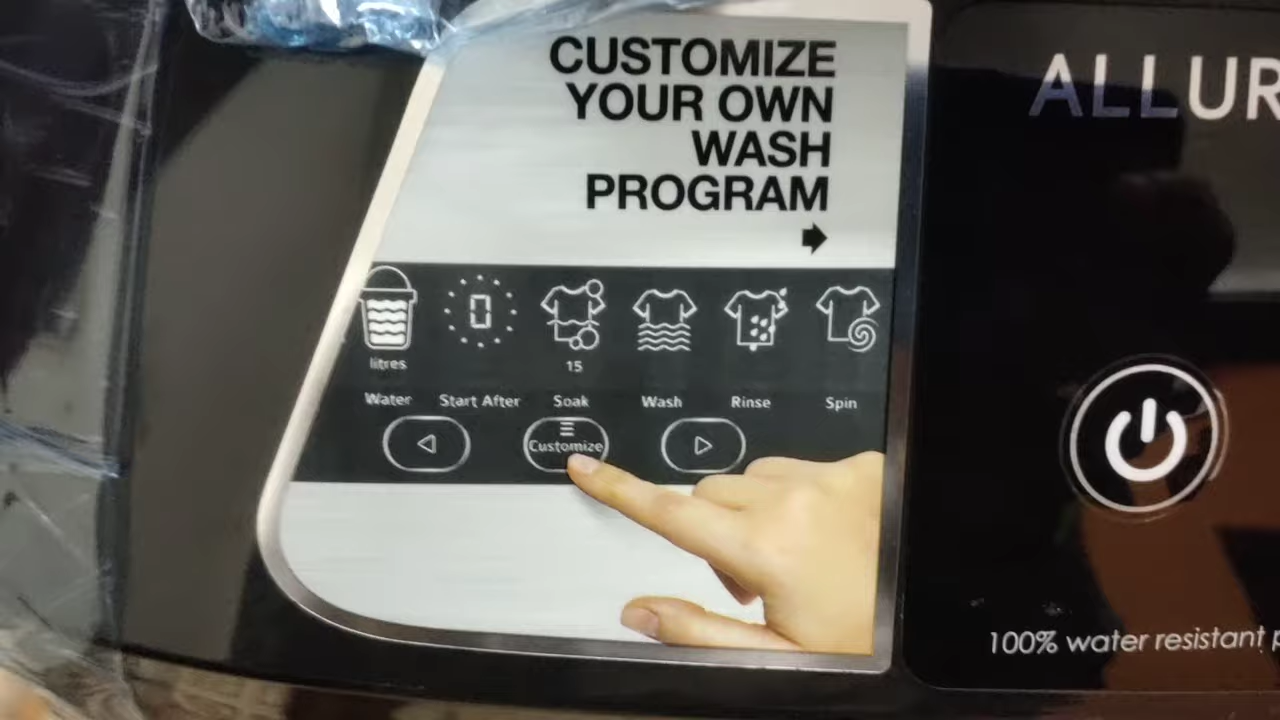 CUSTOMIZE
YOUR OWN
WASH
PROGRAM
0
litres
15
Water
Start After
Soak
Wash
Rinse
Spin
Customize
ALLUR
100% water resistant p